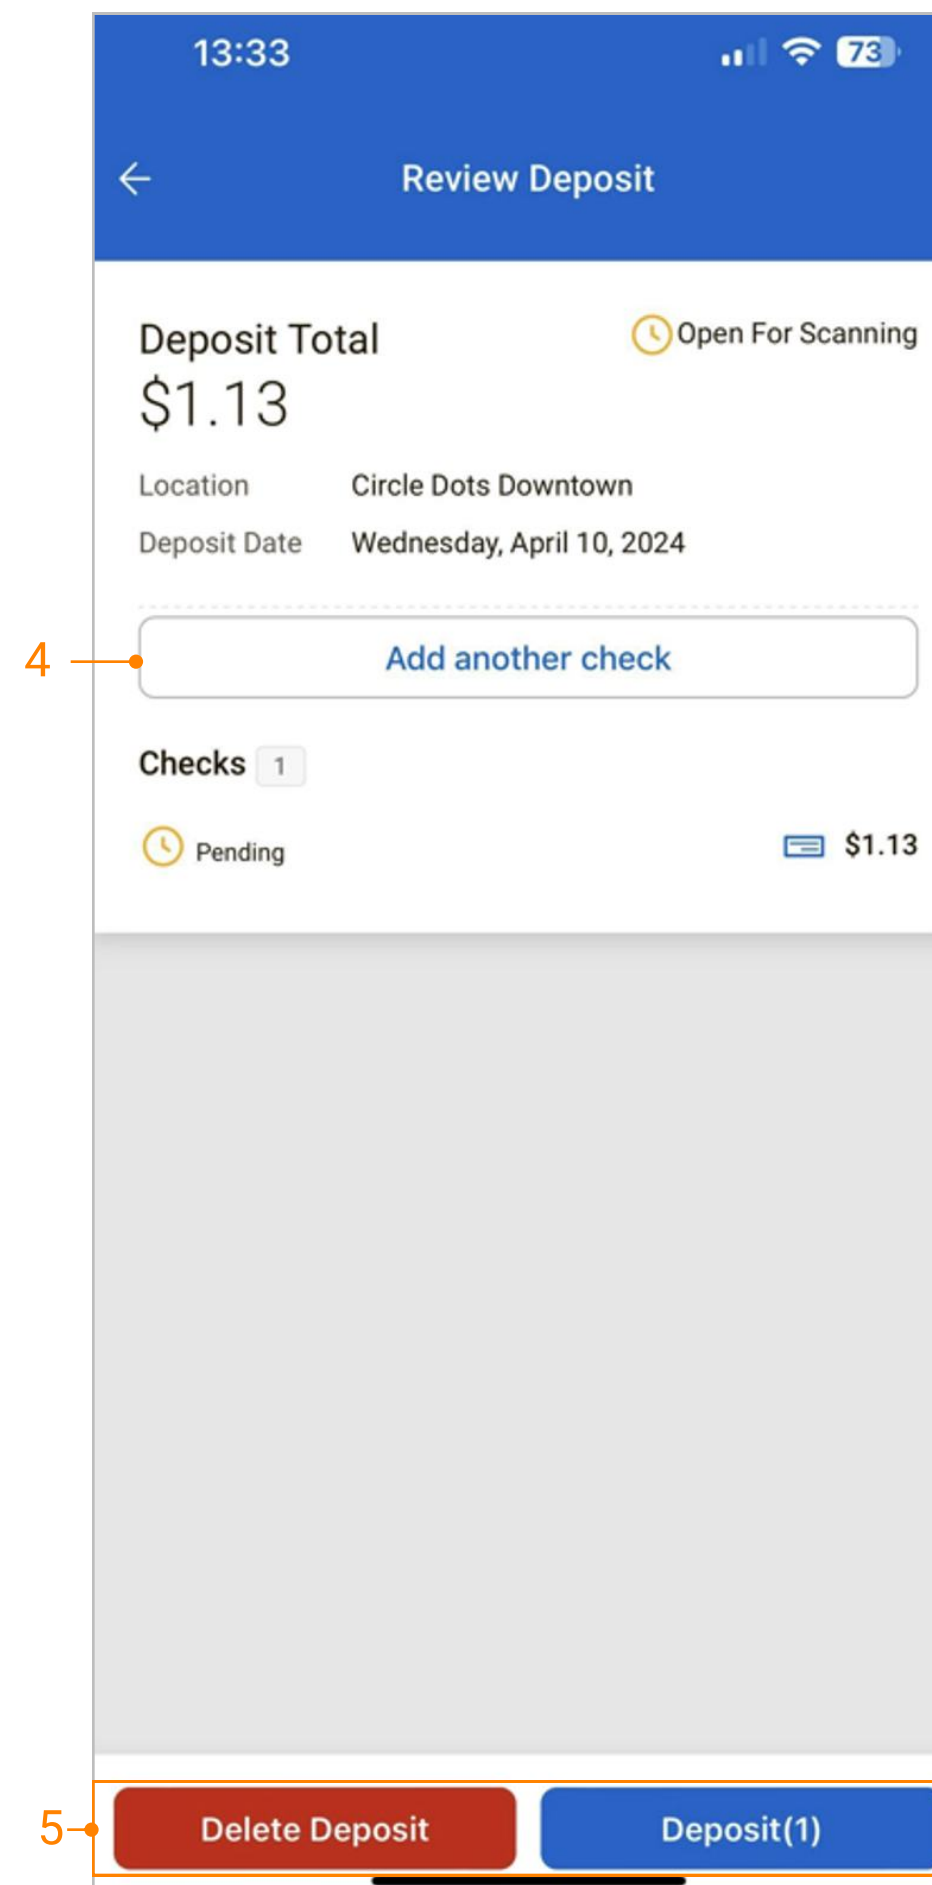 13:33 73
Review Deposit
Deposit Total Open For Scanning
$1.13
Location Circle Dots Downtown
Deposit Date Wednesday, April 10, 2024
4 Add another check
Checks 1
Pending $1.13
5 Delete Deposit Deposit(1)